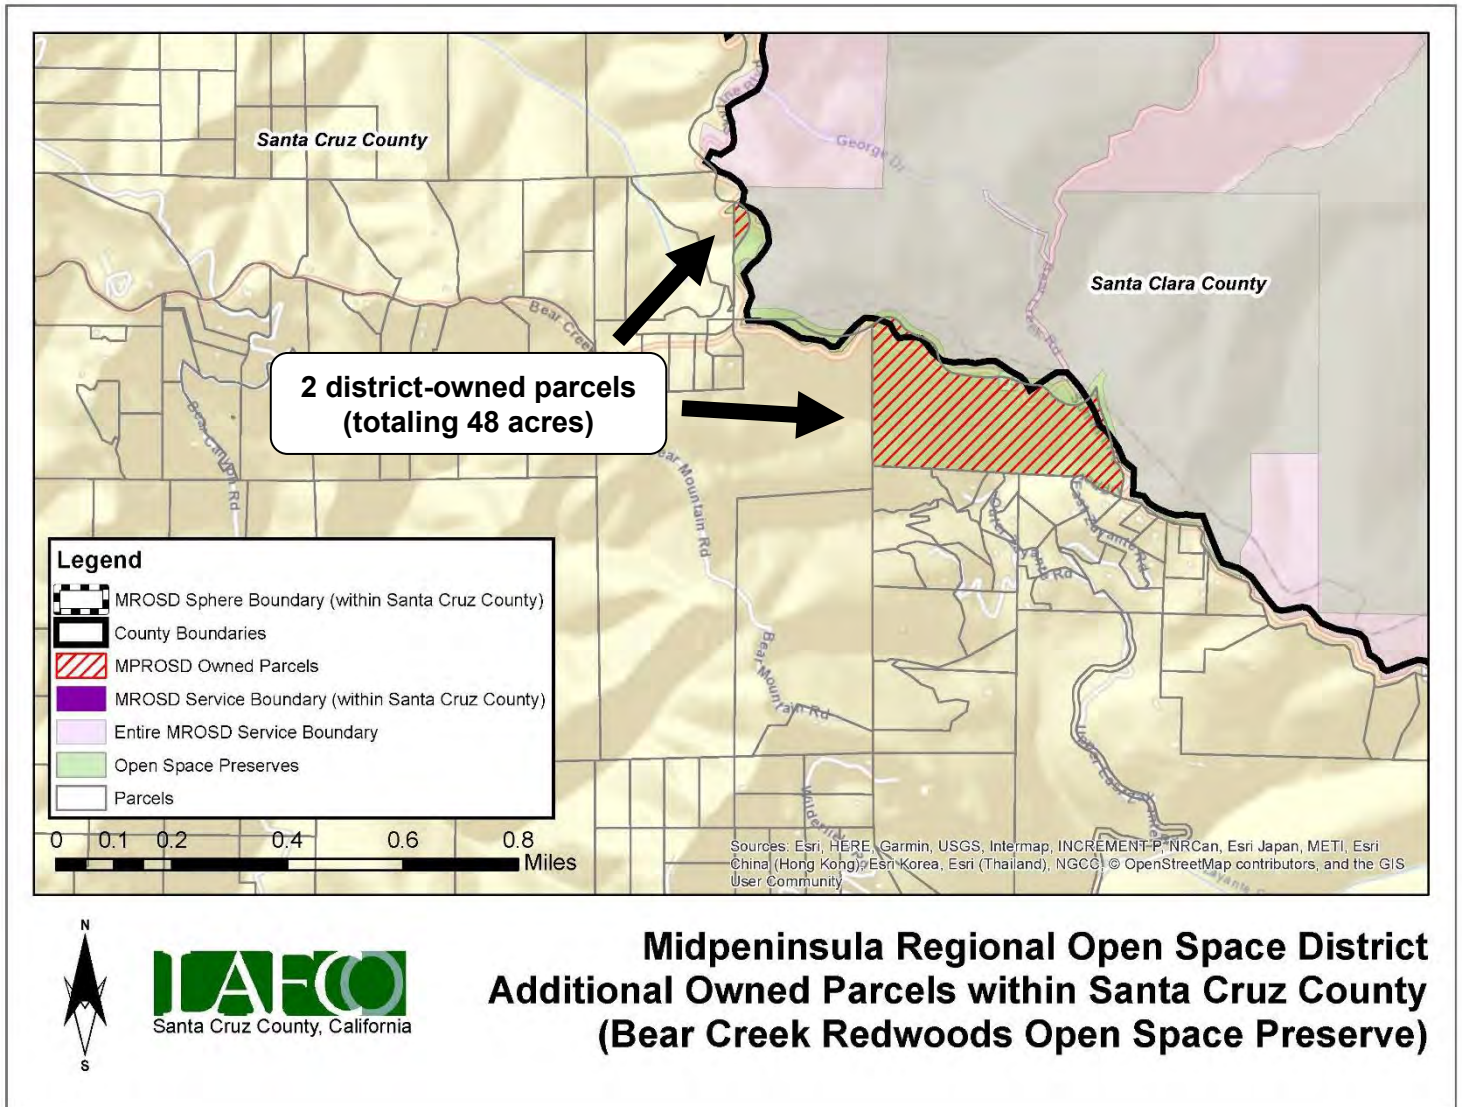 Santa Cruz County
George Dr
Santa Clara County
Bear Creek
2 district-owned parcels
(totaling 48 acres)
Bear Canyon Rd
ear Mountain Rd
East Zayante Rd
Bear Mountain Rd
Legend
MROSD Sphere Boundary (within Santa Cruz County)
County Boundaries
MPROSD Owned Parcels
MROSD Service Boundary (within Santa Cruz County)
Entire MROSD Service Boundary
Open Space Preserves
Parcels
0 0.1 0.2 0.4 0.6 0.8
Miles
Sources: Esri, HERE, Garmin, USGS, Intermap, INCREMENT P, NRCan, Esri Japan, METI, Esri
China (Hong Kong), Esri Korea, Esri (Thailand), NGCC, © OpenStreetMap contributors, and the GIS
User Community
N
S
LAFCO
Santa Cruz County, California
Midpeninsula Regional Open Space District
Additional Owned Parcels within Santa Cruz County
(Bear Creek Redwoods Open Space Preserve)